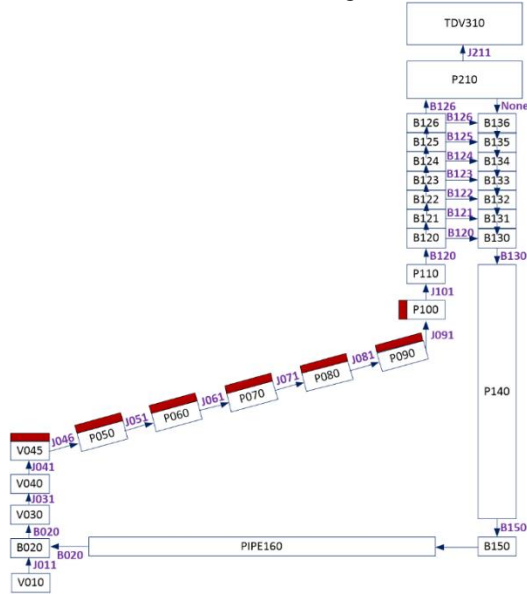 TDV310
J211
P210
B126 None
B126 B126 B136
B125 B125 B135
B124 B124 B134
B123 B123 B133
B122 B122 B132
B121 B121 B131
B120 B120 B130
B120 B130
P110
J101
P100
J091
P090
J081
P080
J071
P070
J061
P060
J051
P050
J046
V045
J041
V040
J031
V030
B020
B020
J011
V010
B020
PIPE160
P140
B150
B150